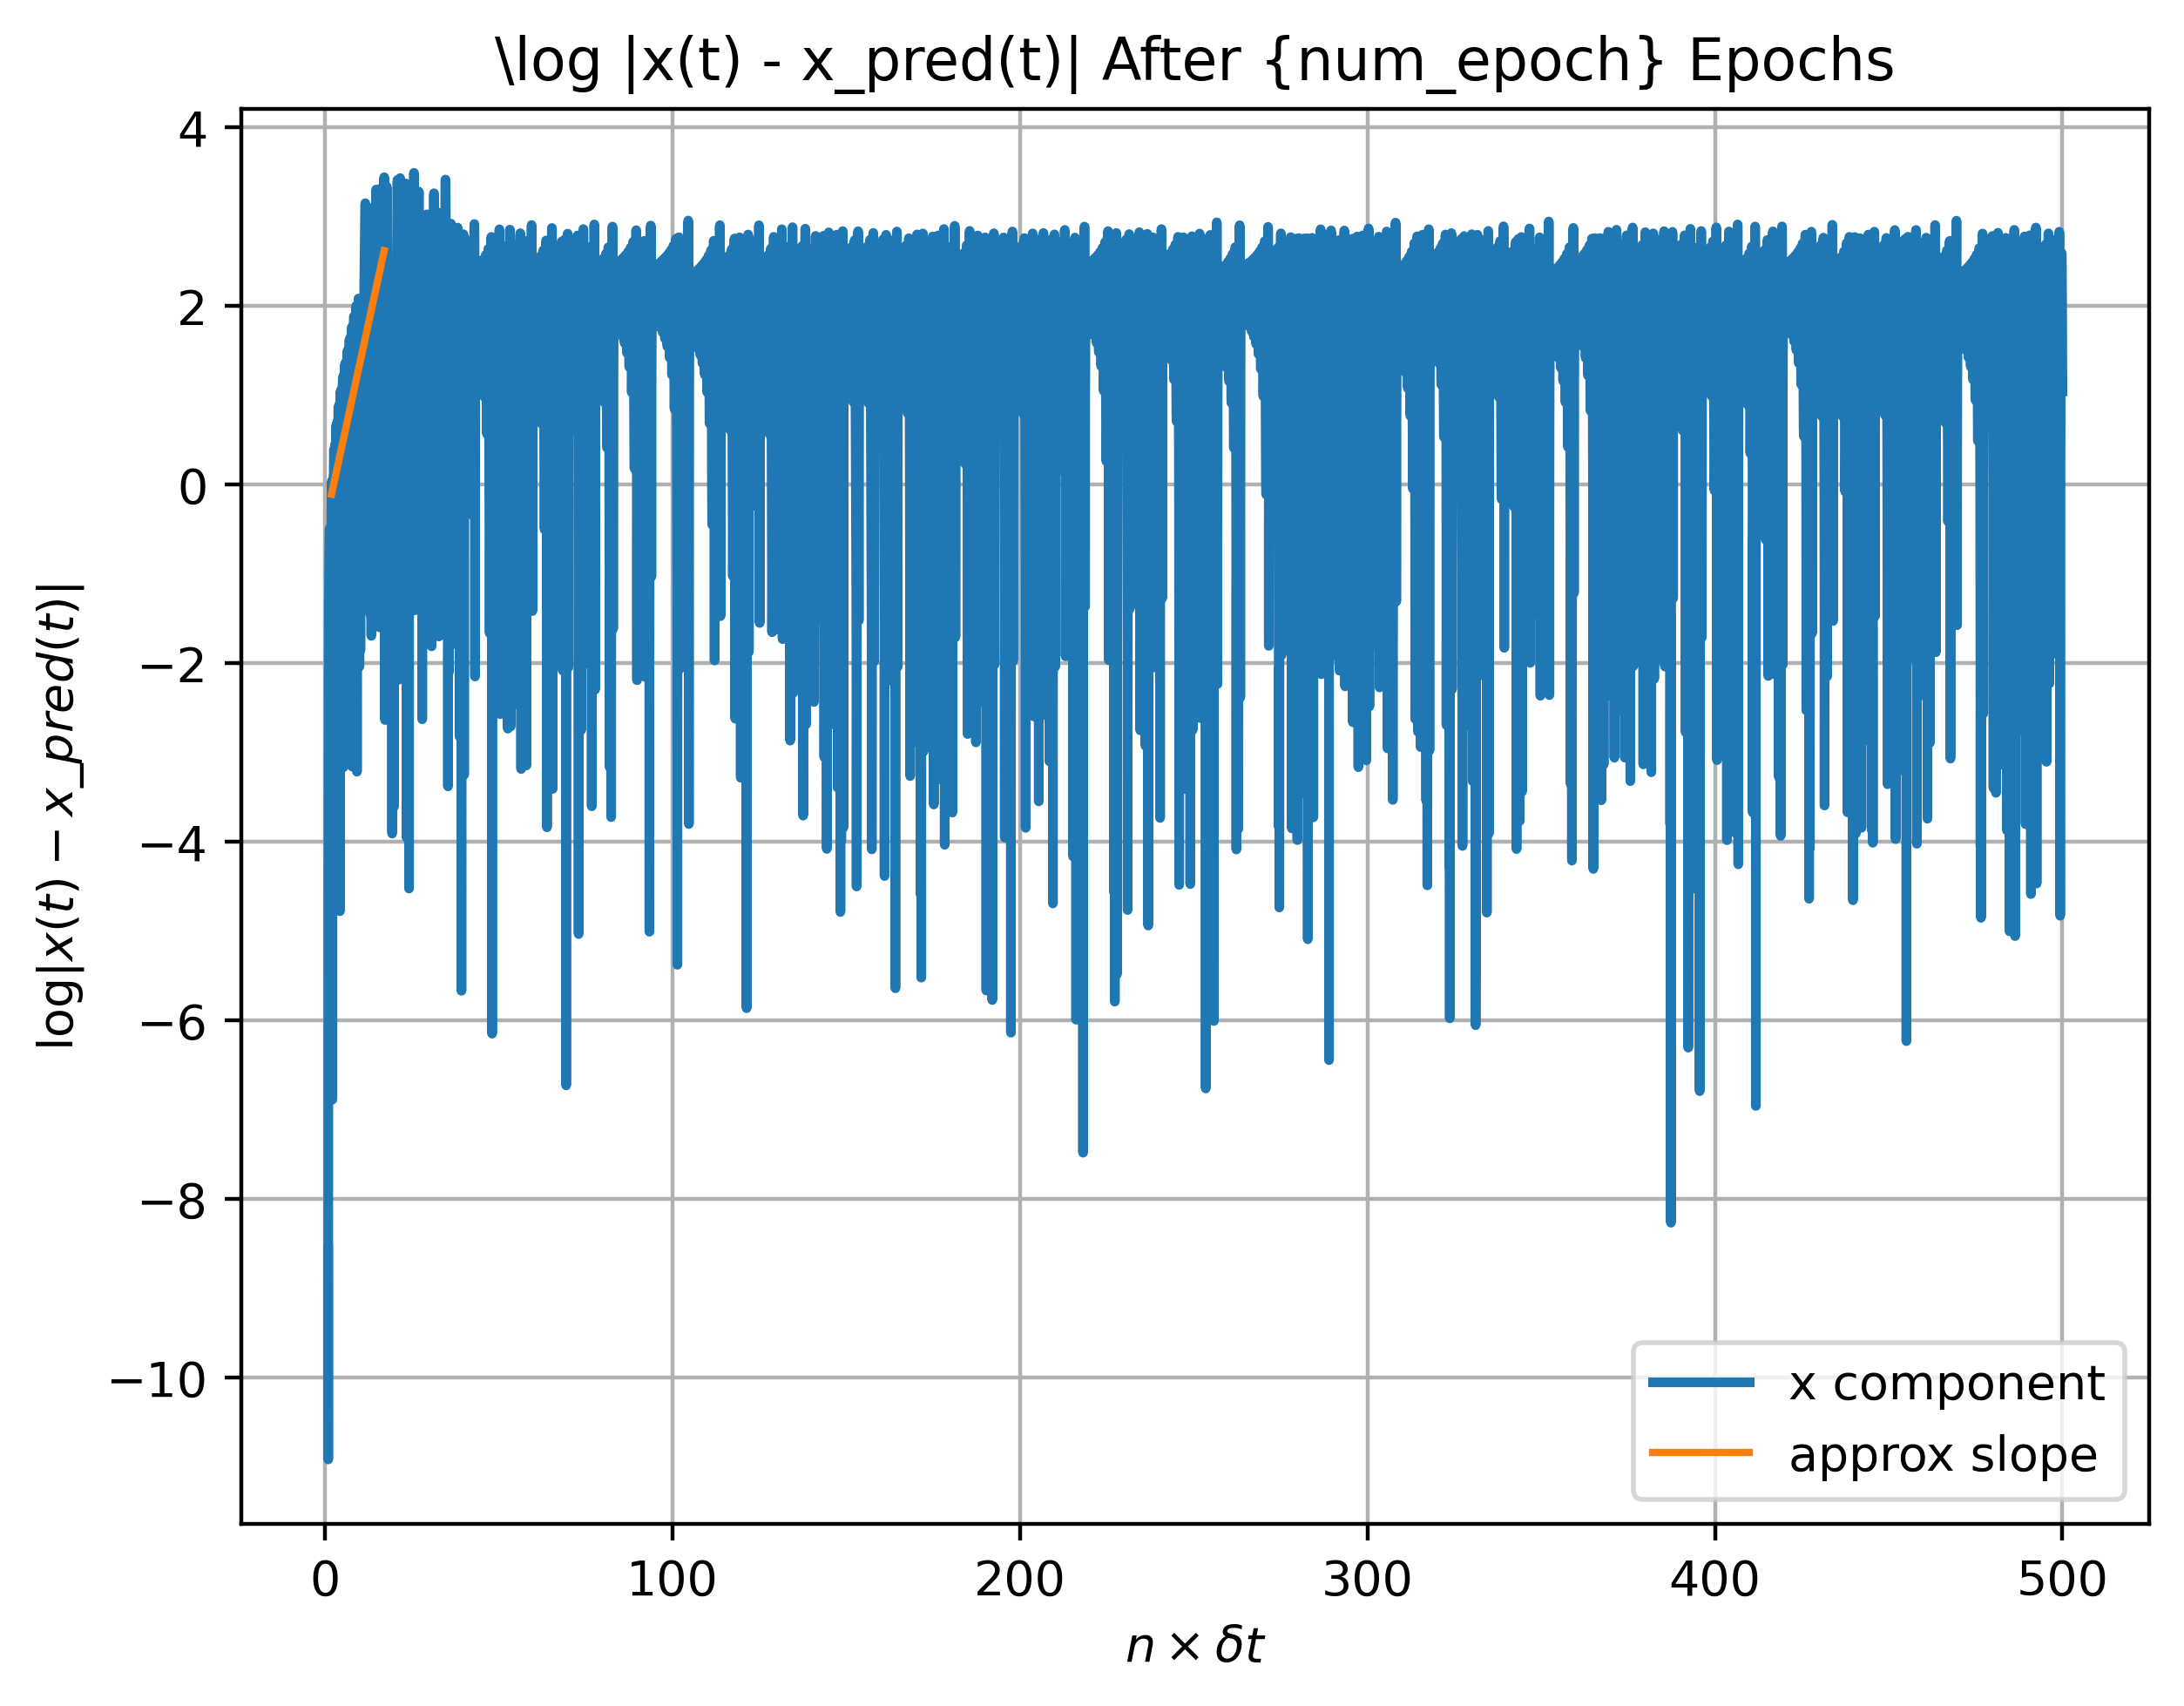 \log |x(t) - x_pred(t)| After {num_epoch} Epochs
log|x(t) − x_pred(t)|
4
2
0
−2
−4
−6
−8
−10
x component
approx slope
0 100 200 300 400 500
n × δt